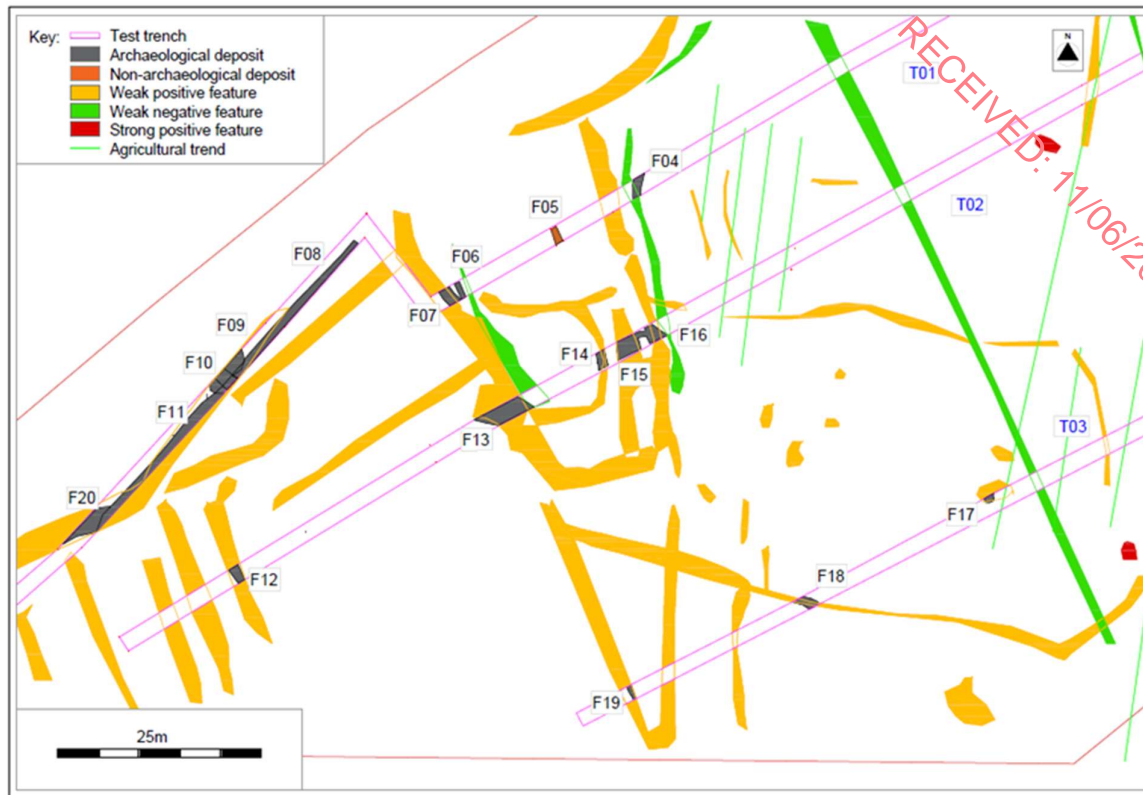 Key:
Test trench
Archaeological deposit
Non-archaeological deposit
Weak positive feature
Weak negative feature
Strong positive feature
Agricultural trend
N
RECEIVED: 11/06/20
T01
F04
T02
F05
F08
F06
F07
F09
F16
F14
F10
F15
F11
T03
F13
F20
F17
F12
F18
F19
25m